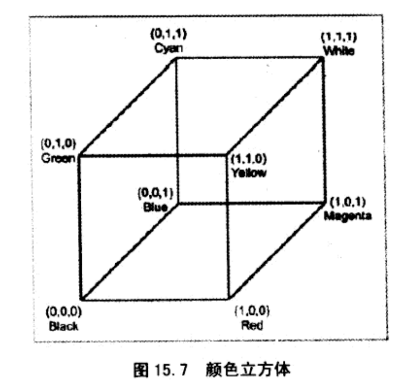 (0,1,1)
Cyan
(1,1,1)
White
(0,1,0)
Green
(1,1,0)
Yellow
(0,0,1)
Blue
(1,0,1)
Magenta
(0,0,0)
Black
(1,0,0)
Red
图 15.7 颜色立方体